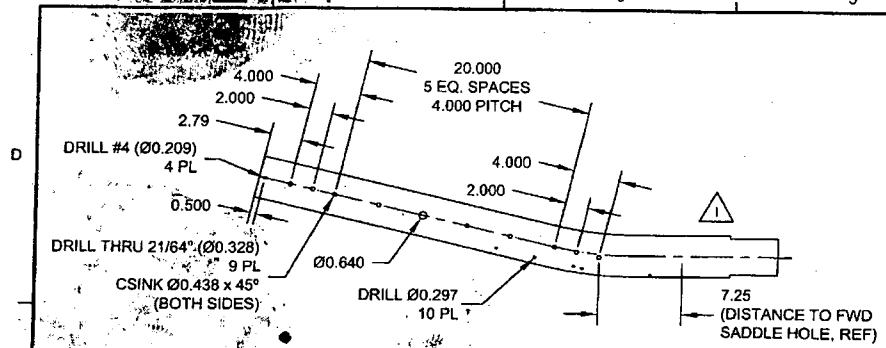 4.000
20.000
5 EQ. SPACES
4.000 PITCH
2.000
2.79
D
DRILL #4 (Ø0.209)
4 PL
4.000
2.000
0.500
1
DRILL THRU 21/64" (Ø0.328)
9 PL
CSINK Ø0.438 x 45°
(BOTH SIDES)
Ø0.640
DRILL Ø0.297
10 PL
7.25
(DISTANCE TO FWD
SADDLE HOLE, REF)